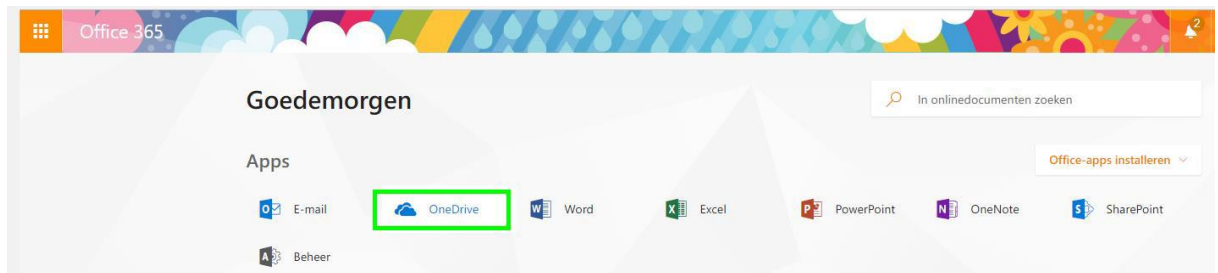 Office 365
2
Goedemorgen
In onlinedocumenten zoeken
Apps
Office-apps installeren
E-mail
OneDrive
Word
Excel
PowerPoint
OneNote
SharePoint
Beheer